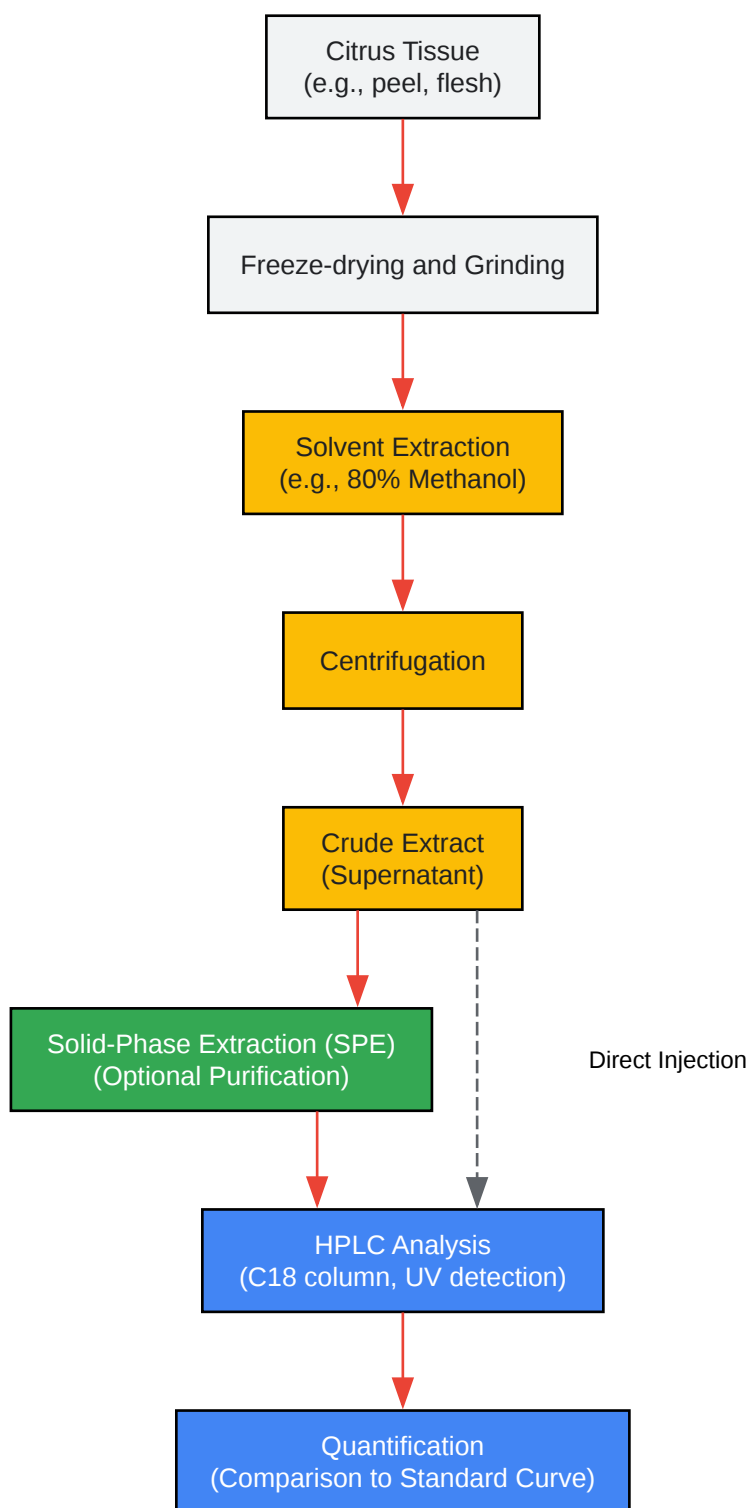 Citrus Tissue
(e.g., peel, flesh)
Freeze-drying and Grinding
Solvent Extraction
(e.g., 80% Methanol)
Centrifugation
Crude Extract
(Supernatant)
Solid-Phase Extraction (SPE)
(Optional Purification)
Direct Injection
HPLC Analysis
(C18 column, UV detection)
Quantification
(Comparison to Standard Curve)